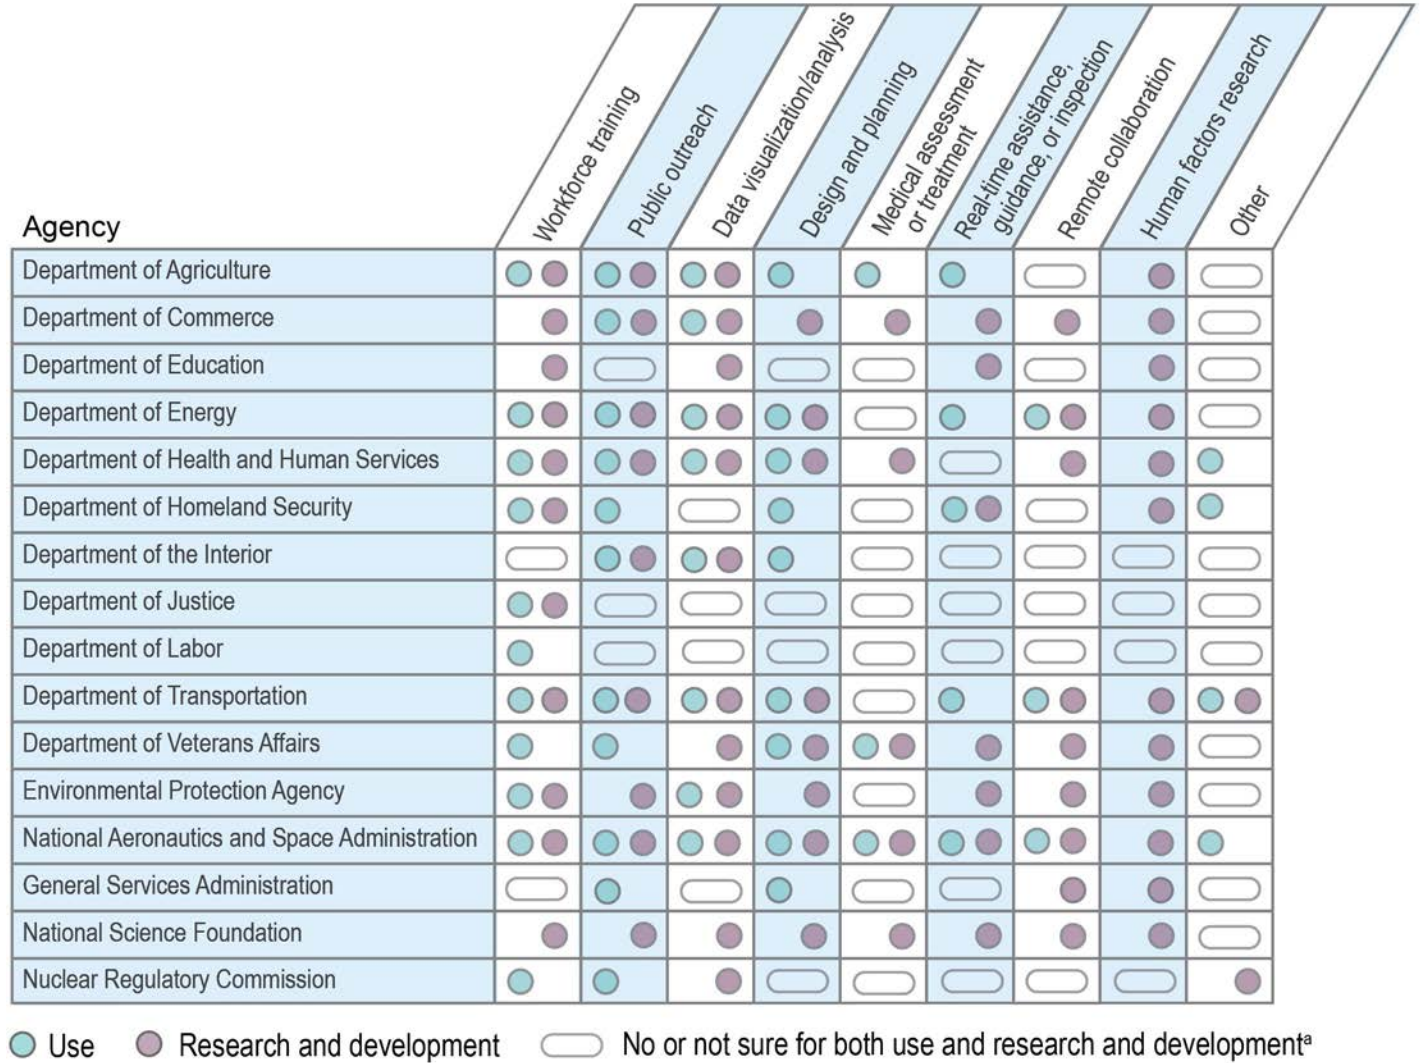 Workforce training
Public outreach
Data visualization/analysis
Design and planning
Medical assessment
or treatment
Real-time assistance,
guidance, or inspection
Remote collaboration
Human factors research
Other
Agency
Department of Agriculture
Department of Commerce
Department of Education
Department of Energy
Department of Health and Human Services
Department of Homeland Security
Department of the Interior
Department of Justice
Department of Labor
Department of Transportation
Department of Veterans Affairs
Environmental Protection Agency
National Aeronautics and Space Administration
General Services Administration
National Science Foundation
Nuclear Regulatory Commission
Use
Research and development
No or not sure for both use and research and developmentᵃ